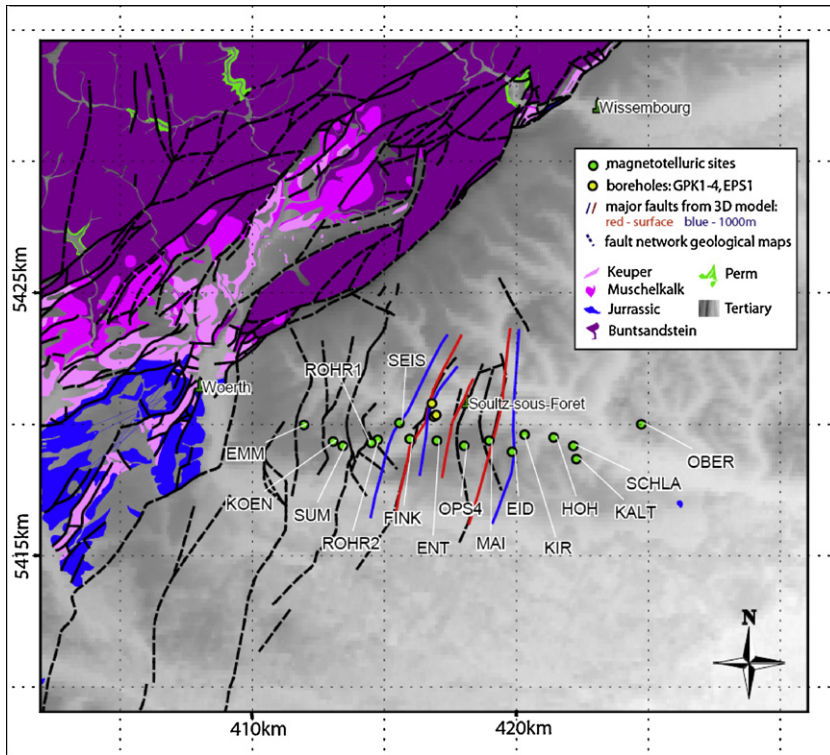 Wissembourg
magnetotelluric sites
boreholes: GPK1-4, EPS1
major faults from 3D model:
red - surface blue - 1000m
fault network geological maps
Keuper
Perm
Muschelkalk
Jurrassic
Tertiary
Buntsandstein
5425km
Woerth
ROHR1
SEIS
Soultz-sous-Foret
EMM
OBER
KOEN
SCHLA
SUM
FINK
OPS4
EID
HOH
KALT
ROHR2
ENT
MAI
KIR
5415km
N
410km
420km